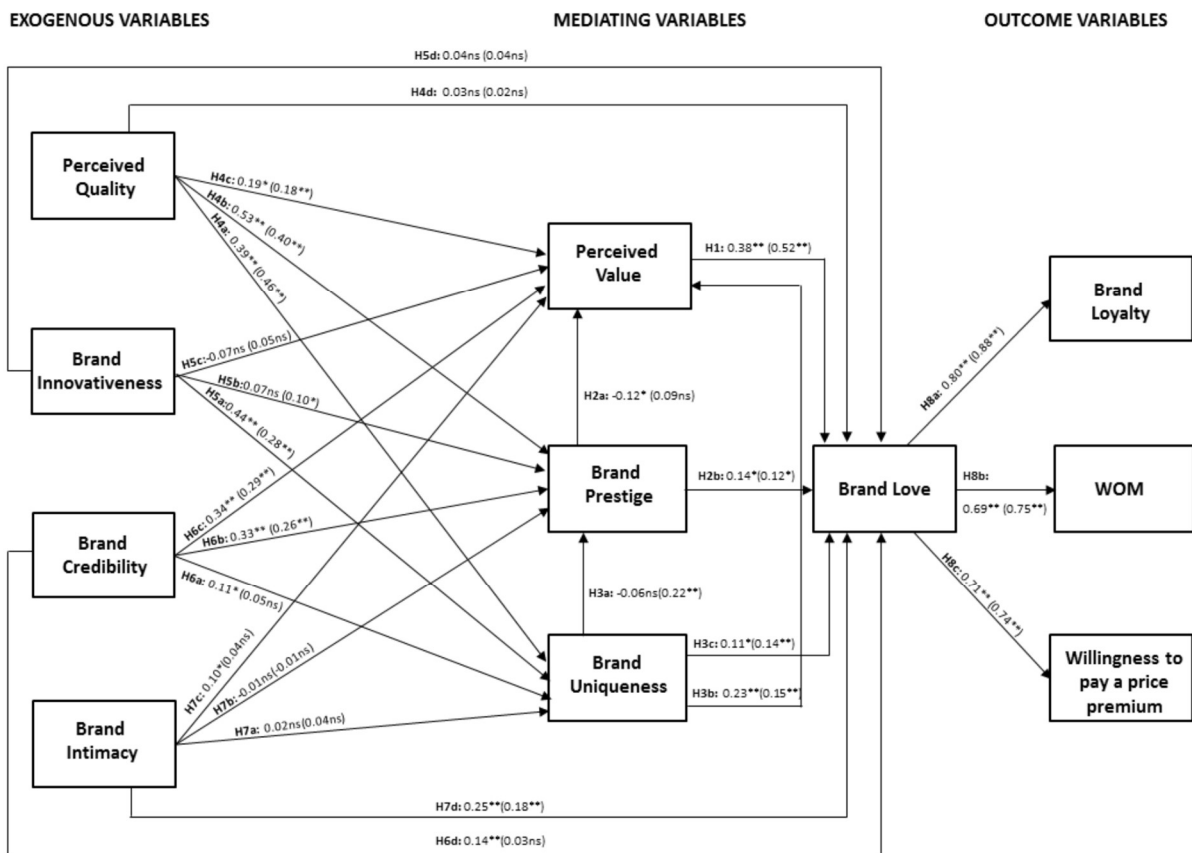 EXOGENOUS VARIABLES
MEDIATING VARIABLES
OUTCOME VARIABLES
H5d: 0.04ns (0.04ns)
H4d: 0.03ns (0.02ns)
Perceived
Quality
H4c: 0.19* (0.18**)
H4b: 0.53** (0.40**)
H4a: 0.39** (0.46**)
Perceived
Value
H1: 0.38** (0.52**)
Brand
Loyalty
Brand
Innovativeness
H5c:-0.07ns (0.05ns)
H5b:0.07ns (0.10*)
H5a:0.44** (0.28**)
H2a: -0.12* (0.09ns)
H8a: 0.80** (0.88**)
Brand
Prestige
H2b: 0.14*(0.12*)
Brand Love
H8b:
0.69** (0.75**)
WOM
Brand
Credibility
H6c: 0.34** (0.29**)
H6b: 0.33** (0.26**)
H6a: 0.11* (0.05ns)
H3a: -0.06ns(0.22**)
H8c: 0.71** (0.74**)
Brand
Uniqueness
H3c: 0.11*(0.14**)
H3b: 0.23**(0.15**)
Willingness to
pay a price
premium
Brand
Intimacy
H7c: 0.10*(0.04ns)
H7b: -0.01ns(-0.01ns)
H7a: 0.02ns(0.04ns)
H7d: 0.25**(0.18**)
H6d: 0.14**(0.03ns)